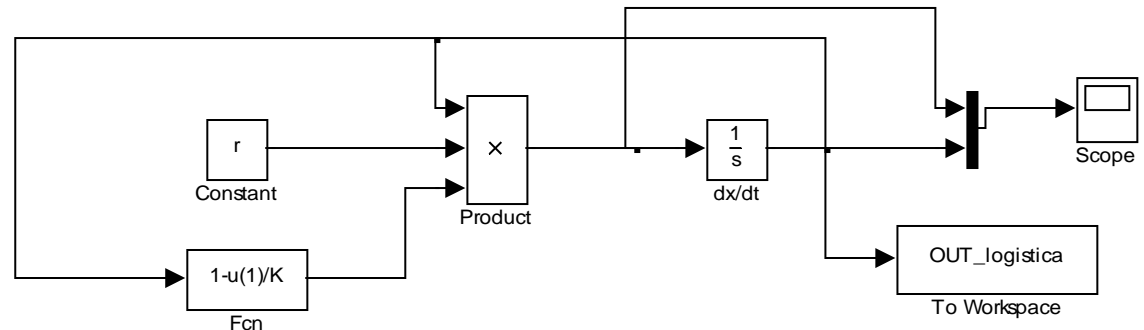 r
Constant
×
Product
1
s
dx/dt
Scope
1-u(1)/K
Fcn
OUT_logistica
To Workspace